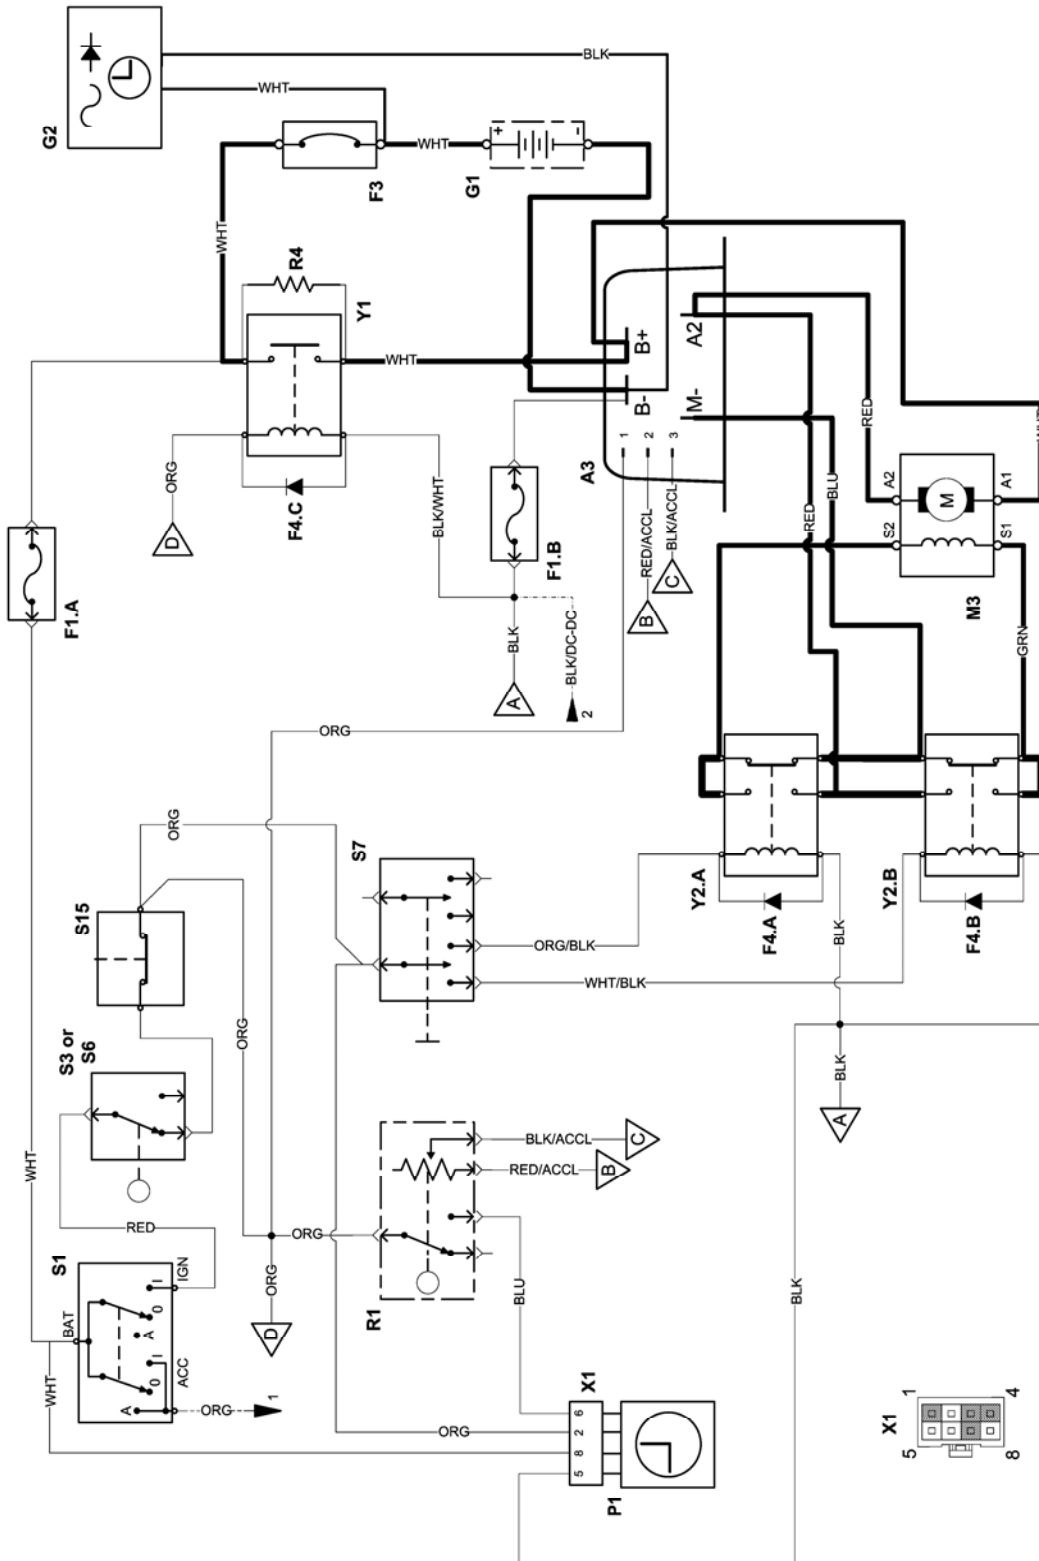 G2
BLK
WHT
WHT
F3
+
-
G1
WHT
R4
Y1
WHT
B+
B-
A2
M-
1
2
3
A3
ORG
D
F4.C
BLK/WHT
F1.B
RED/ACCL
B
BLK/ACCL
C
RED
RED
BLU
A2
A1
M
S2
S1
M3
GRN
F1.A
BLK
A
BLK/DC-DC
2
ORG
ORG
S7
Y2.A
F4.A
Y2.B
F4.B
BLK
S15
ORG/BLK
WHT/BLK
S3 or
S6
ORG
BLK
A
WHT
RED
BLK/ACCL
C
RED/ACCL
B
ORG
R1
S1
BAT
IGN
I
0
A
I
0
A
ACC
ORG
1
ORG
D
BLU
BLK
WHT
ORG
X1
6
2
8
5
P1
X1
1
4
5
8